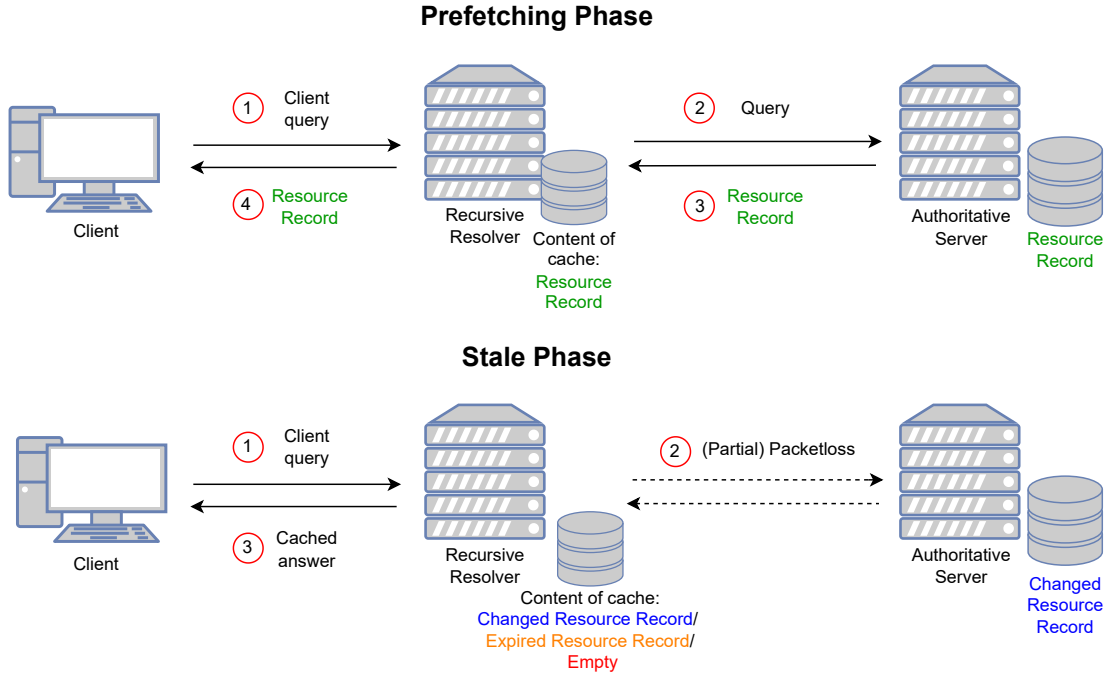 Prefetching Phase
1
Client
query
2
Query
4
Resource
Record
3
Resource
Record
Client
Recursive
Resolver
Content of
cache:
Resource
Record
Authoritative
Server
Resource
Record
Stale Phase
1
Client
query
2
(Partial) Packetloss
3
Cached
answer
Client
Recursive
Resolver
Content of cache:
Changed Resource Record/
Expired Resource Record/
Empty
Authoritative
Server
Changed
Resource
Record